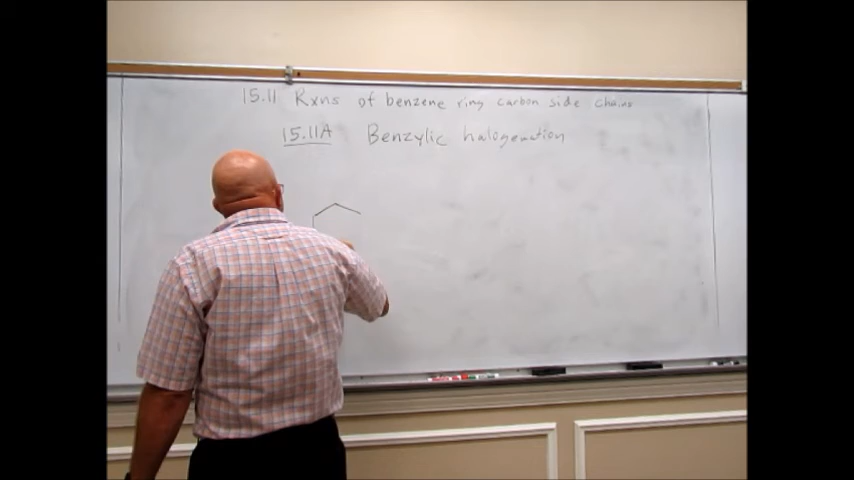 15.11 Rxns of benzene ring carbon side chains
15.11A Benzylic halogenation